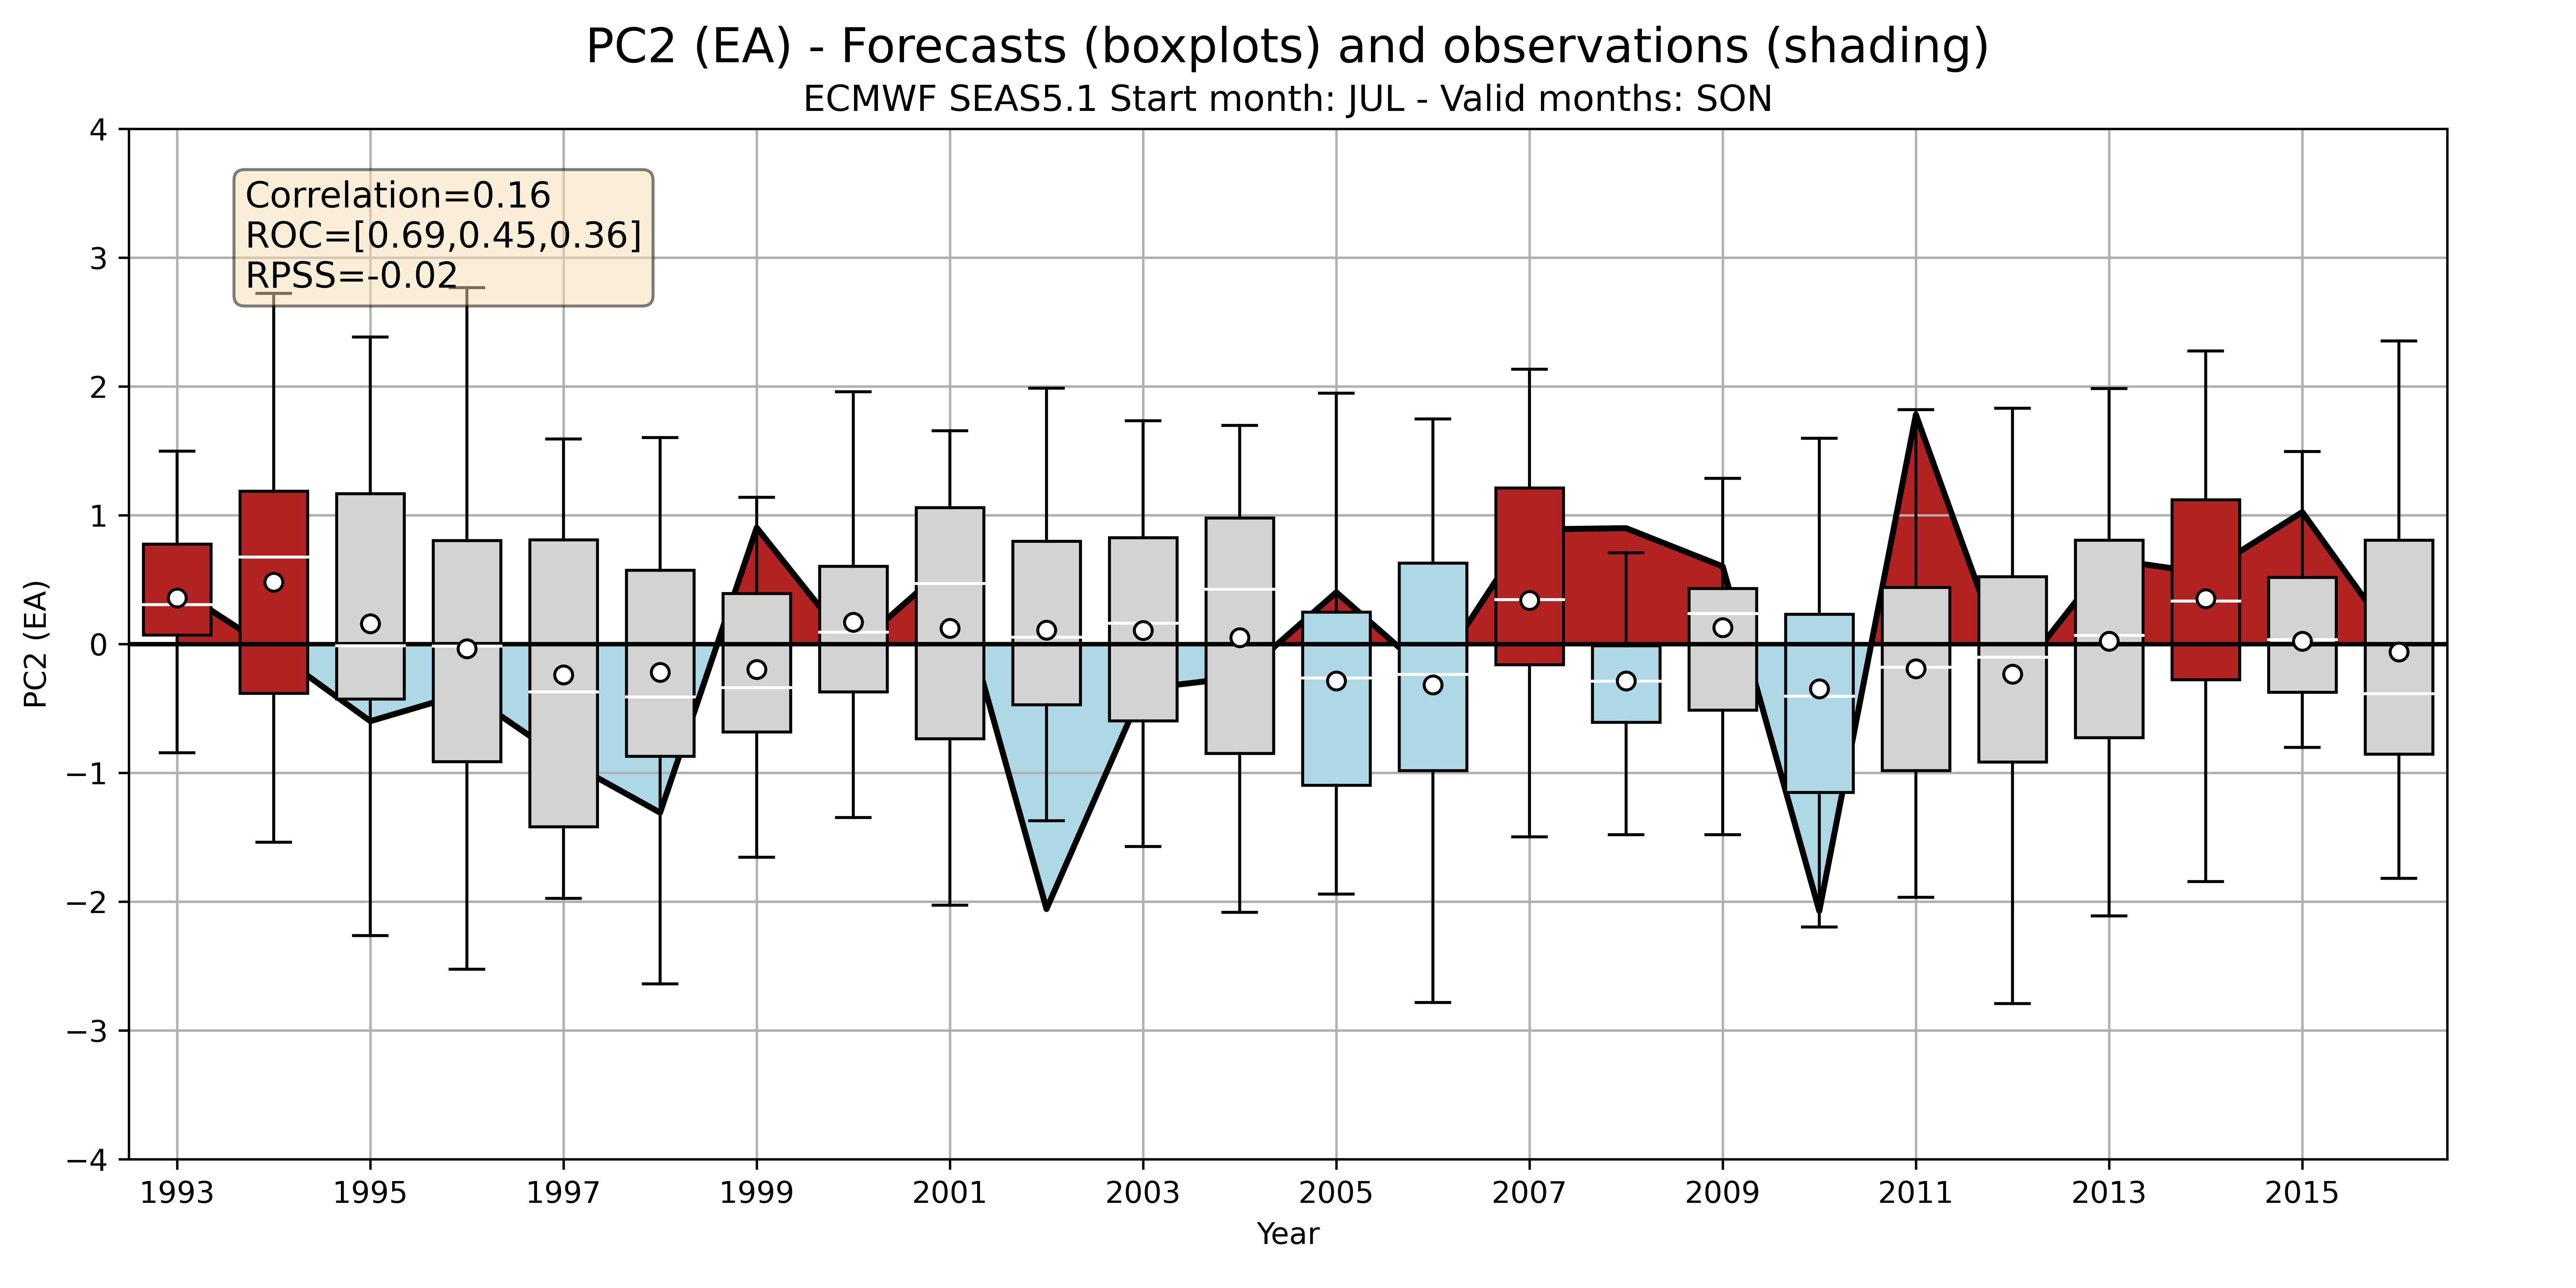 PC2 (EA) - Forecasts (boxplots) and observations (shading)
ECMWF SEAS5.1 Start month: JUL - Valid months: SON
Correlation=0.16
ROC=[0.69,0.45,0.36]
RPSS=-0.02
4
3
2
1
0
−1
−2
−3
−4
PC2 (EA)
1993 1995 1997 1999 2001 2003 2005 2007 2009 2011 2013 2015
Year